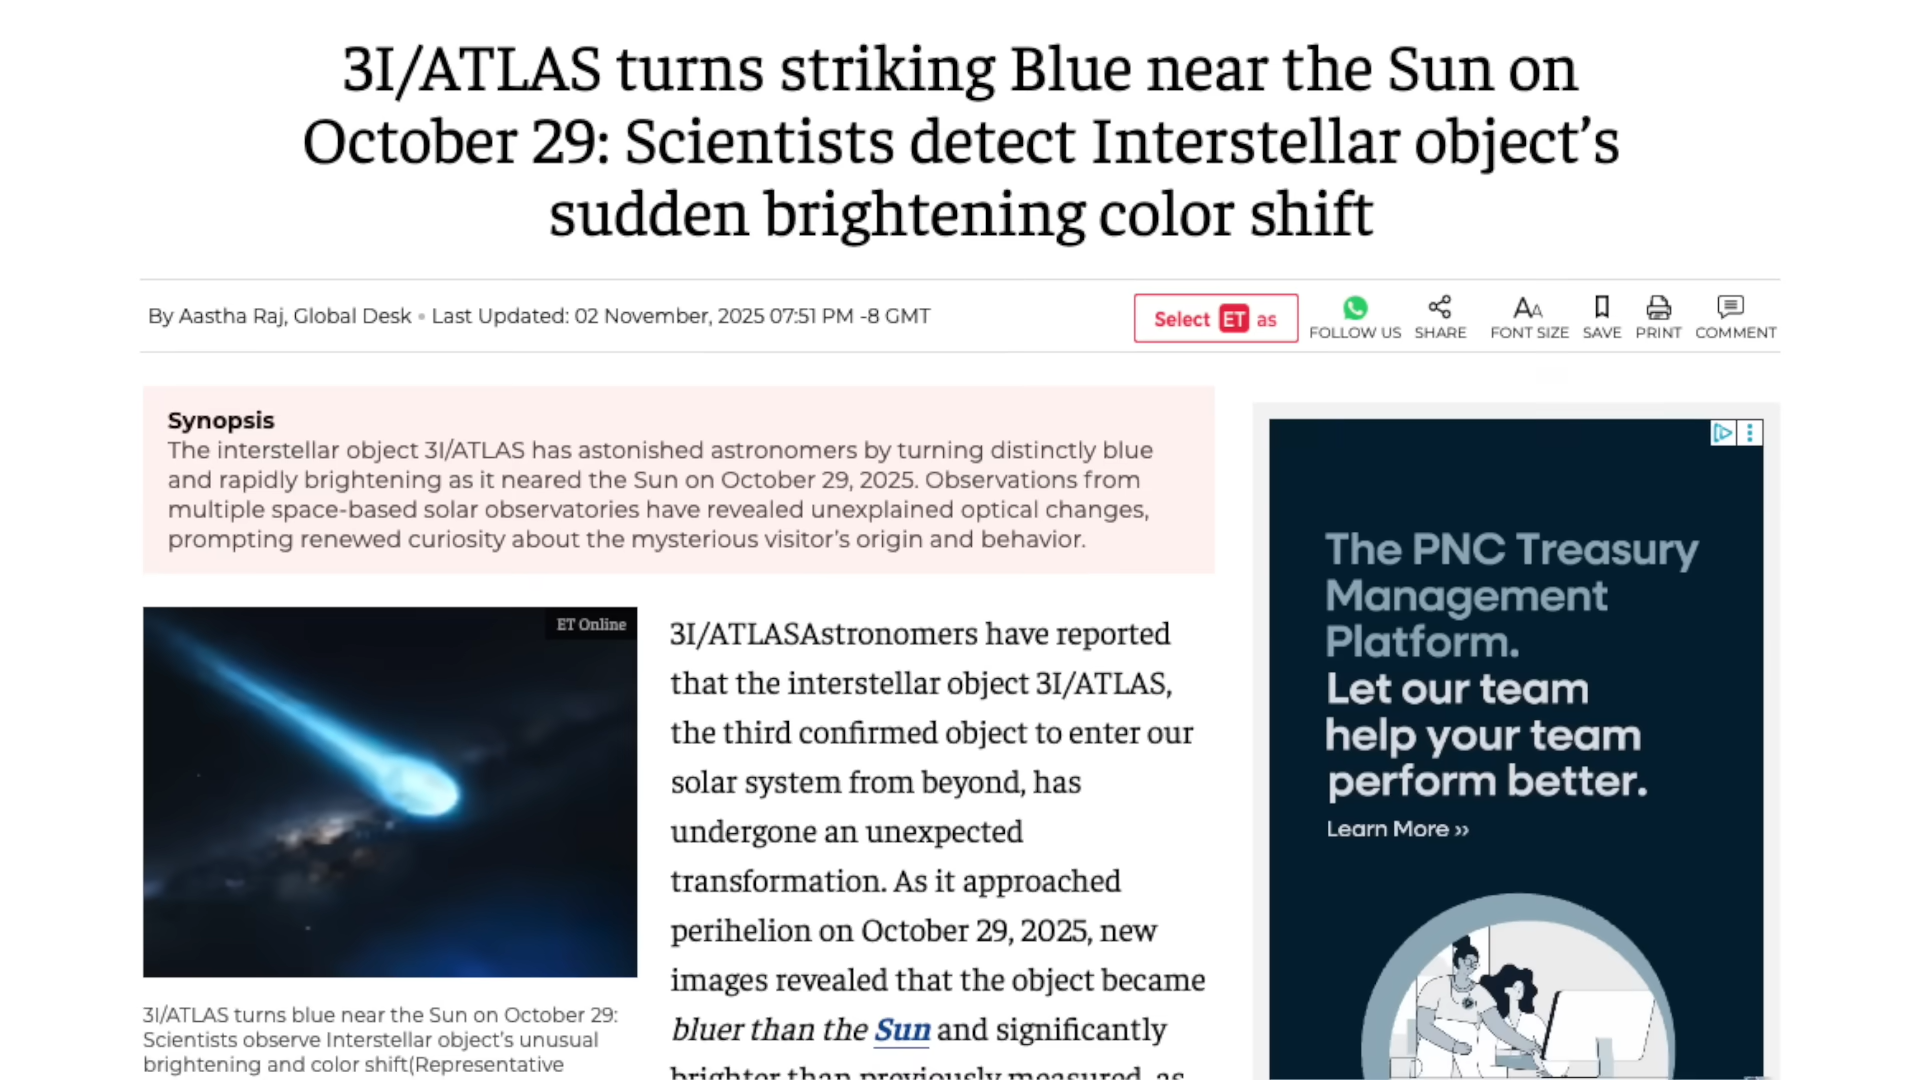 3I/ATLAS turns striking Blue near the Sun on
October 29: Scientists detect Interstellar object’s
sudden brightening color shift
By Aastha Raj, Global Desk • Last Updated: 02 November, 2025 07:51 PM -8 GMT
Select ET as
FOLLOW US
SHARE
FONT SIZE
SAVE
PRINT
COMMENT
Synopsis
The interstellar object 3I/ATLAS has astonished astronomers by turning distinctly blue
and rapidly brightening as it neared the Sun on October 29, 2025. Observations from
multiple space-based solar observatories have revealed unexplained optical changes,
prompting renewed curiosity about the mysterious visitor’s origin and behavior.
ET Online
3I/ATLAS turns blue near the Sun on October 29:
Scientists observe Interstellar object’s unusual
brightening and color shift(Representative
3I/ATLASAstronomers have reported
that the interstellar object 3I/ATLAS,
the third confirmed object to enter our
solar system from beyond, has
undergone an unexpected
transformation. As it approached
perihelion on October 29, 2025, new
images revealed that the object became
bluer than the Sun and significantly
brighter than previously measured, as
The PNC Treasury
Management
Platform.
Let our team
help your team
perform better.
Learn More »